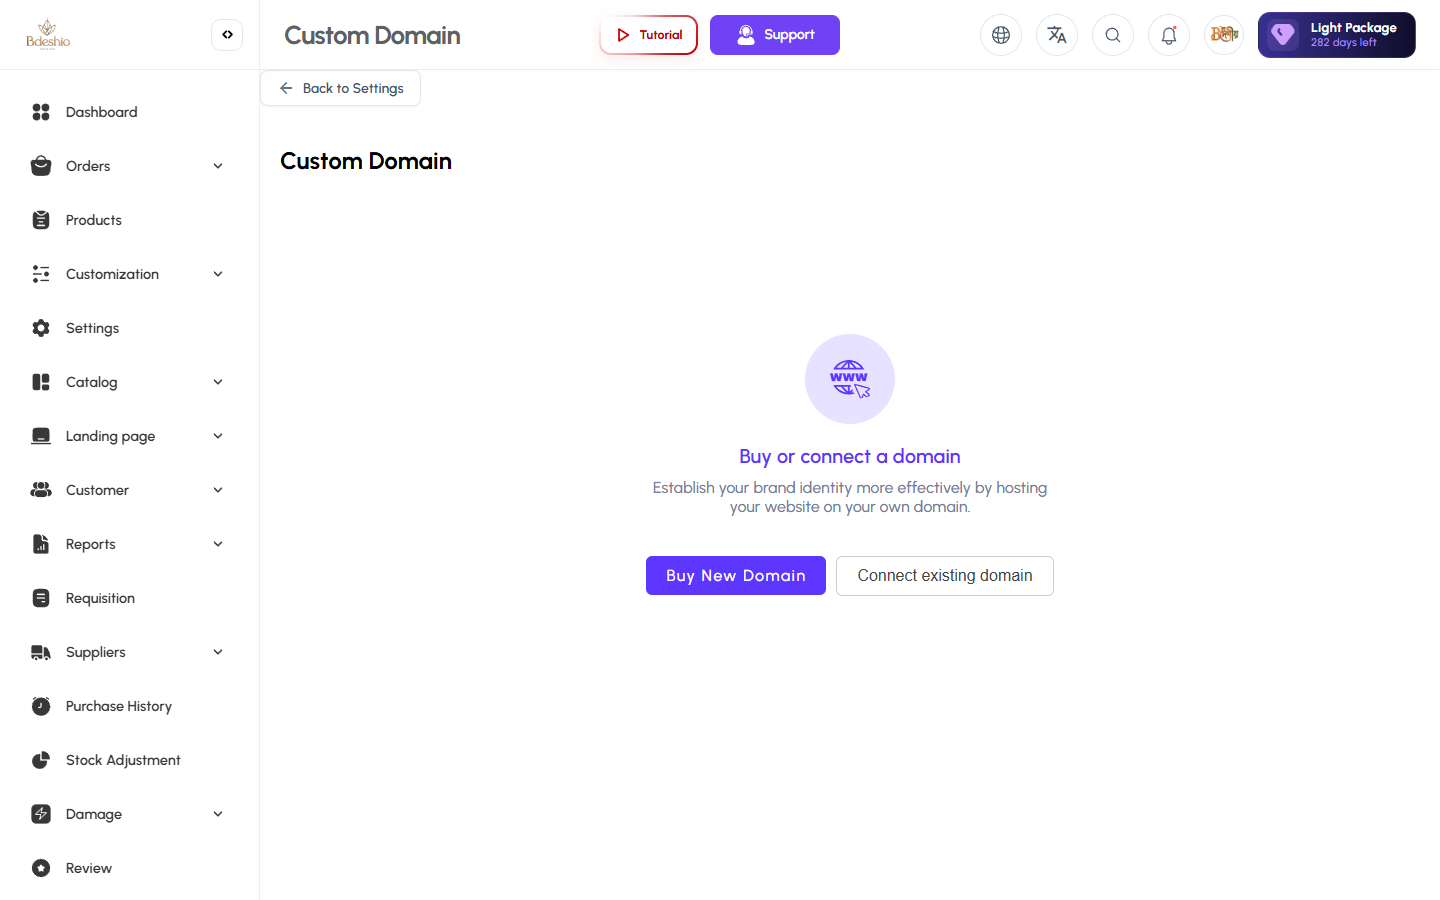 Bdeshio
Custom Domain
Tutorial
Support
Light Package
282 days left
Back to Settings
Dashboard
Orders
Products
Customization
Settings
Catalog
Landing page
Customer
Reports
Requisition
Suppliers
Purchase History
Stock Adjustment
Damage
Review
Custom Domain
www
Buy or connect a domain
Establish your brand identity more effectively by hosting
your website on your own domain.
Buy New Domain
Connect existing domain